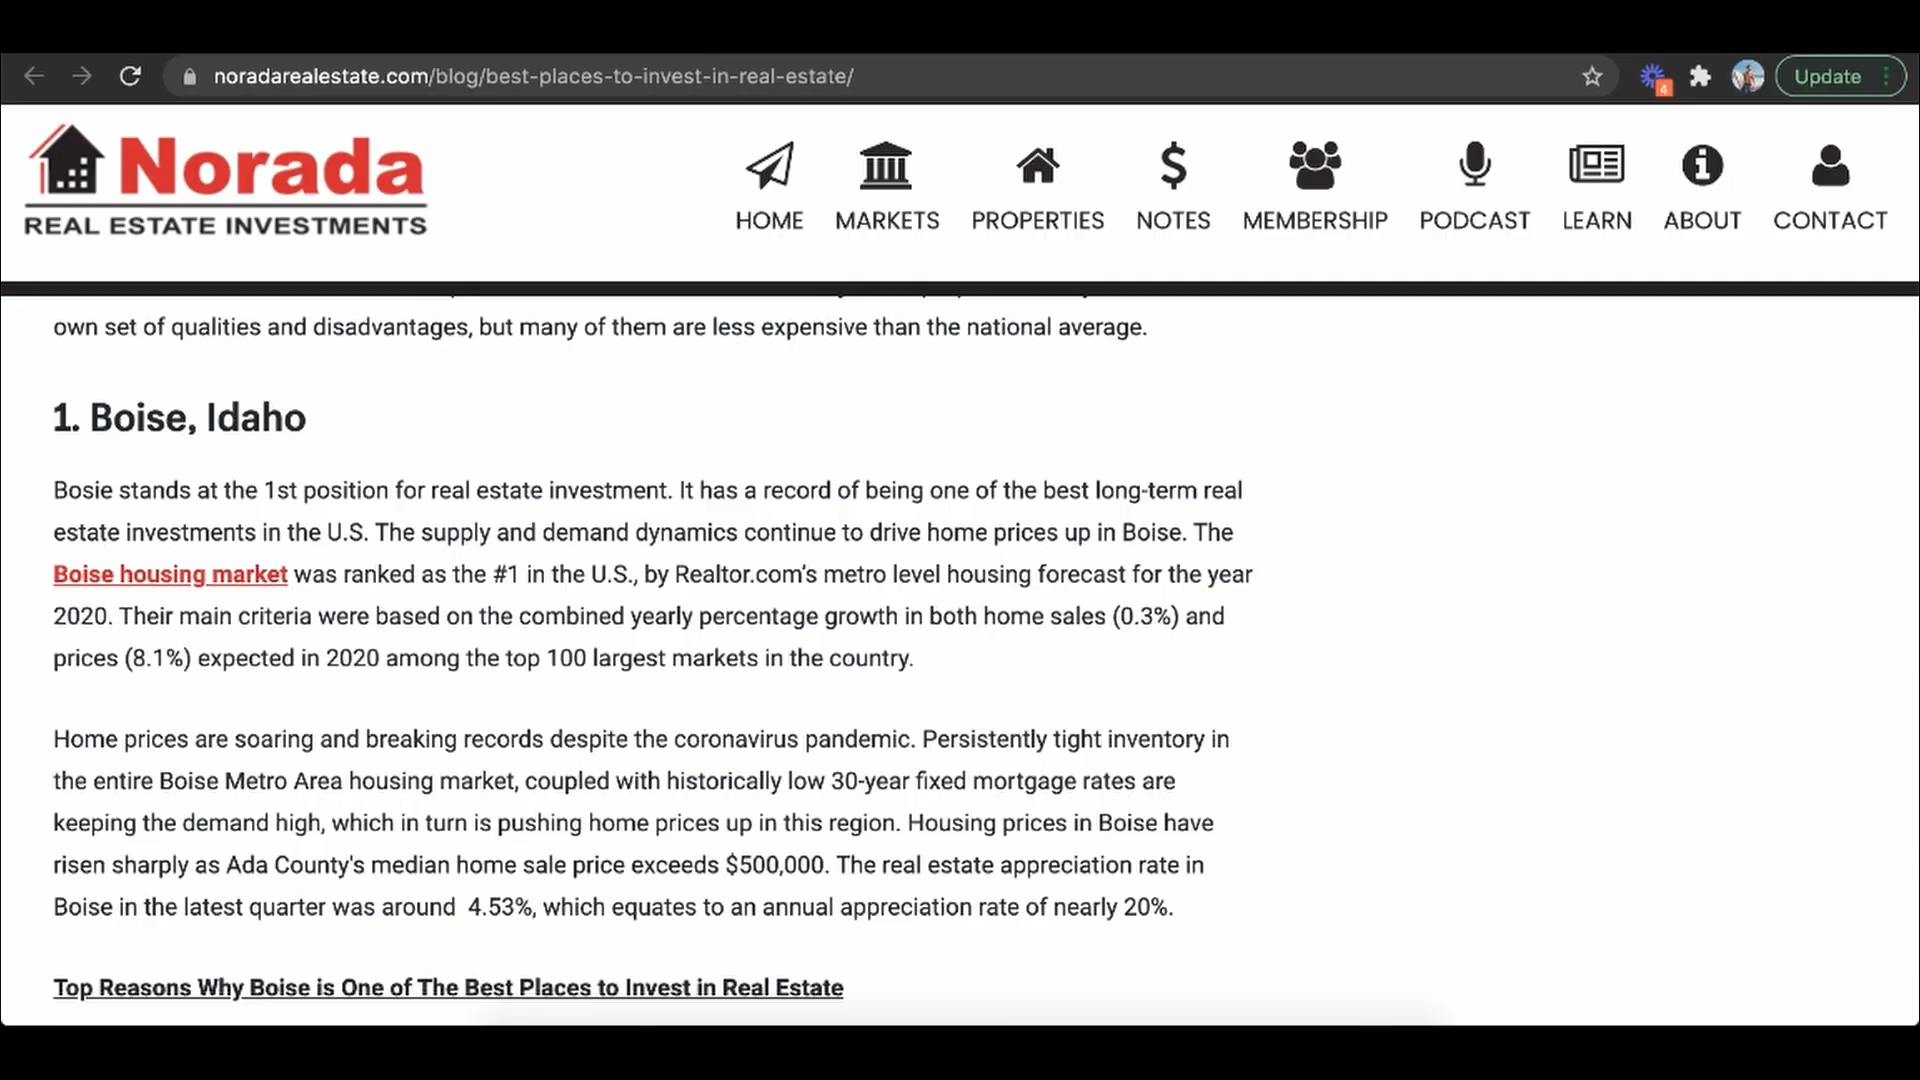 noradarealestate.com/blog/best-places-to-invest-in-real-estate/
4
Update
Norada
REAL ESTATE INVESTMENTS
HOME MARKETS PROPERTIES NOTES MEMBERSHIP PODCAST LEARN ABOUT CONTACT
own set of qualities and disadvantages, but many of them are less expensive than the national average.
1. Boise, Idaho
Bosie stands at the 1st position for real estate investment. It has a record of being one of the best long-term real
estate investments in the U.S. The supply and demand dynamics continue to drive home prices up in Boise. The
Boise housing market was ranked as the #1 in the U.S., by Realtor.com’s metro level housing forecast for the year
2020. Their main criteria were based on the combined yearly percentage growth in both home sales (0.3%) and
prices (8.1%) expected in 2020 among the top 100 largest markets in the country.
Home prices are soaring and breaking records despite the coronavirus pandemic. Persistently tight inventory in
the entire Boise Metro Area housing market, coupled with historically low 30-year fixed mortgage rates are
keeping the demand high, which in turn is pushing home prices up in this region. Housing prices in Boise have
risen sharply as Ada County's median home sale price exceeds $500,000. The real estate appreciation rate in
Boise in the latest quarter was around 4.53%, which equates to an annual appreciation rate of nearly 20%.
Top Reasons Why Boise is One of The Best Places to Invest in Real Estate